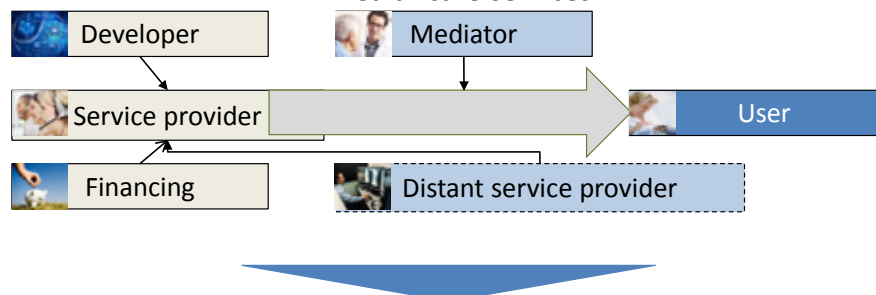 Developer
Mediator
Service provider
User
Financing
Distant service provider